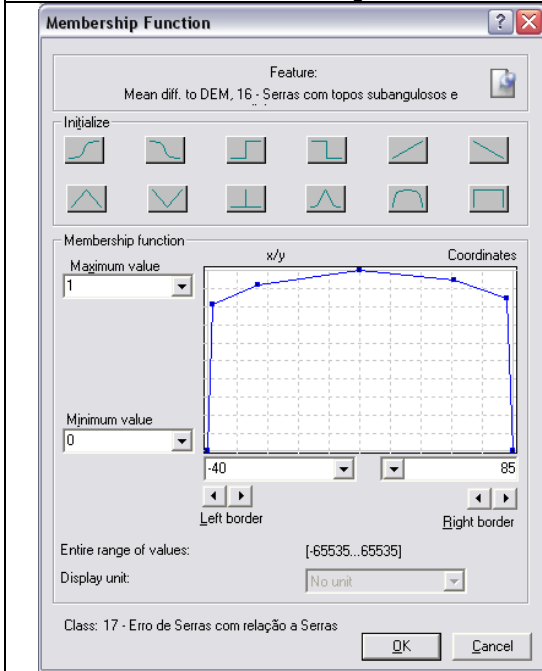 Membership Function
Feature:
Mean diff. to DEM, 16 - Serras com topos subangulosos e
Initialize
Membership function
x/y
Coordinates
Maximum value
1
Minimum value
0
-40
85
Left border
Right border
Entire range of values:
[-65535...65535]
Display unit:
No unit
Class: 17 - Erro de Serras com relação a Serras
OK
Cancel